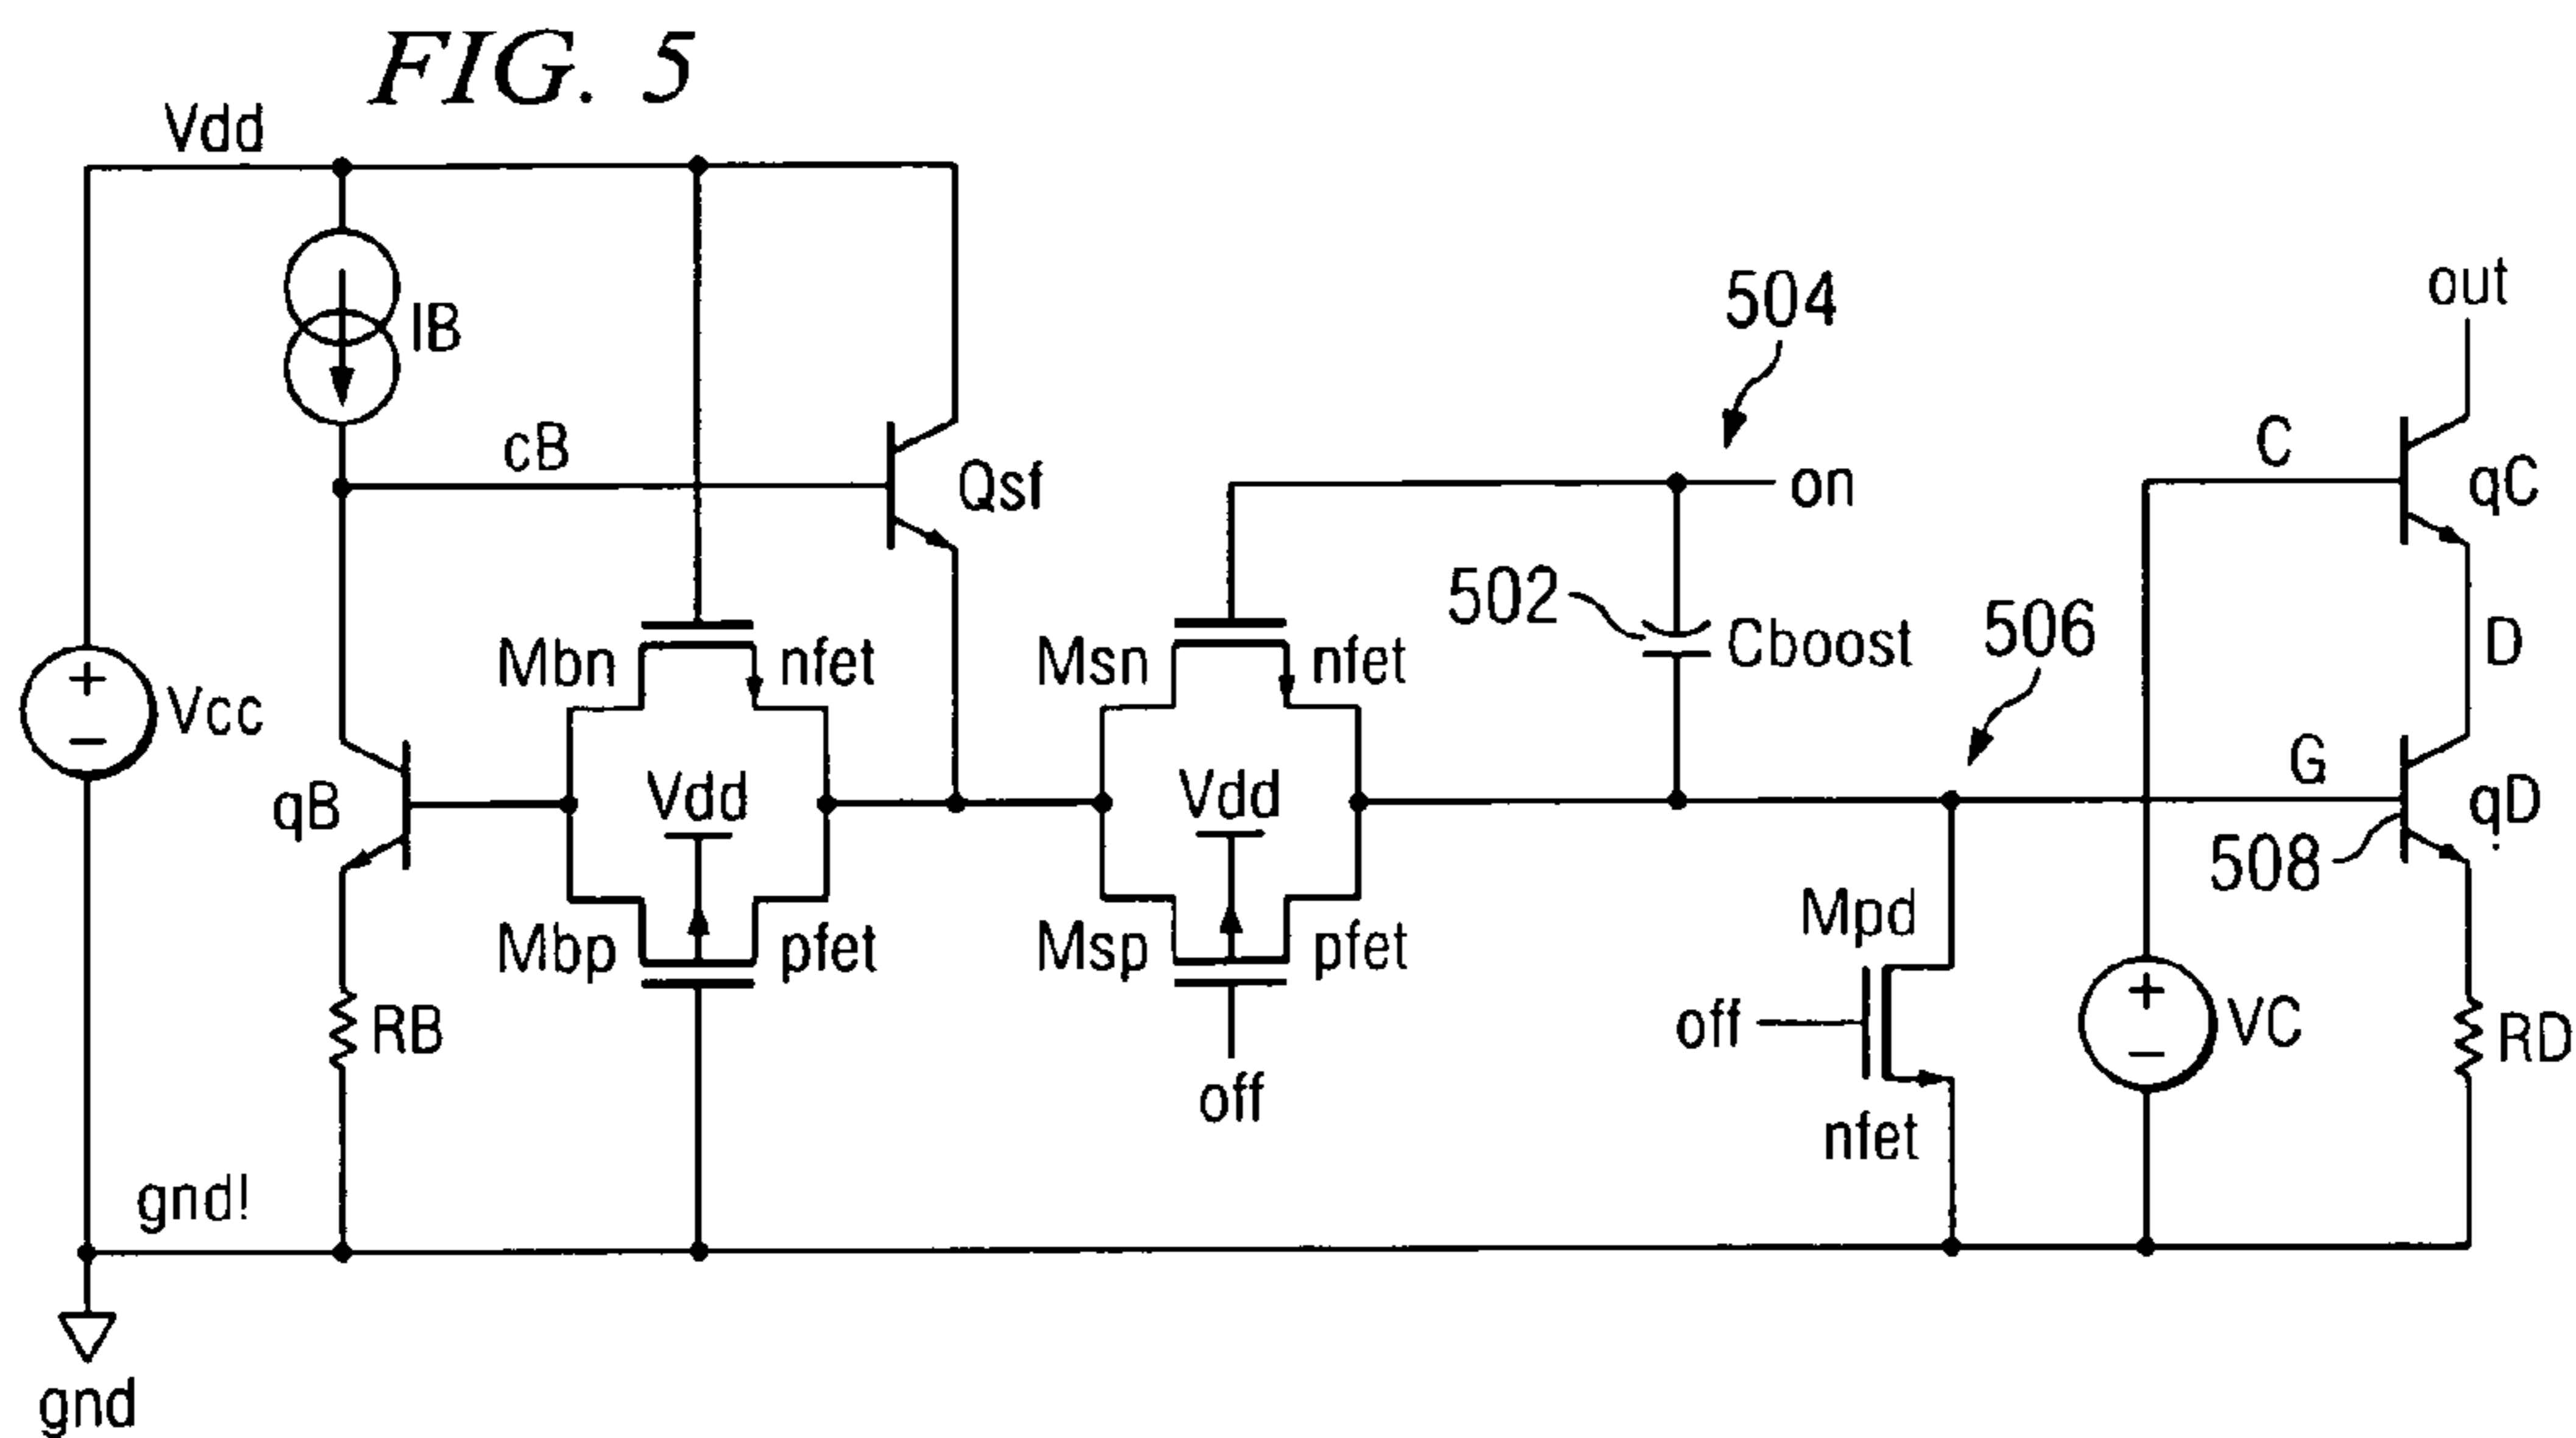 FIG. 5
Vdd
IB
cB
Qsf
504
on
out
C
qC
502
Cboost
506
D
Mbn
nfet
Msn
nfet
Vcc
+
−
qB
Vdd
Vdd
G
qD
508
Mbp
pfet
Msp
pfet
Mpd
RB
off
off
nfet
+
−
VC
RD
gnd!
gnd